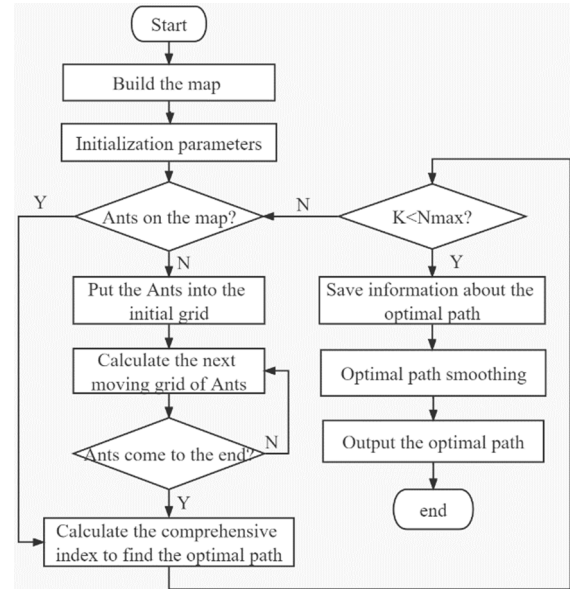 Start
Build the map
Initialization parameters
Y
Ants on the map?
N
K<Nmax?
N
Y
Put the Ants into the
initial grid
Save information about the
optimal path
Calculate the next
moving grid of Ants
Optimal path smoothing
Ants come to the end?
N
Output the optimal path
Y
end
Calculate the comprehensive
index to find the optimal path